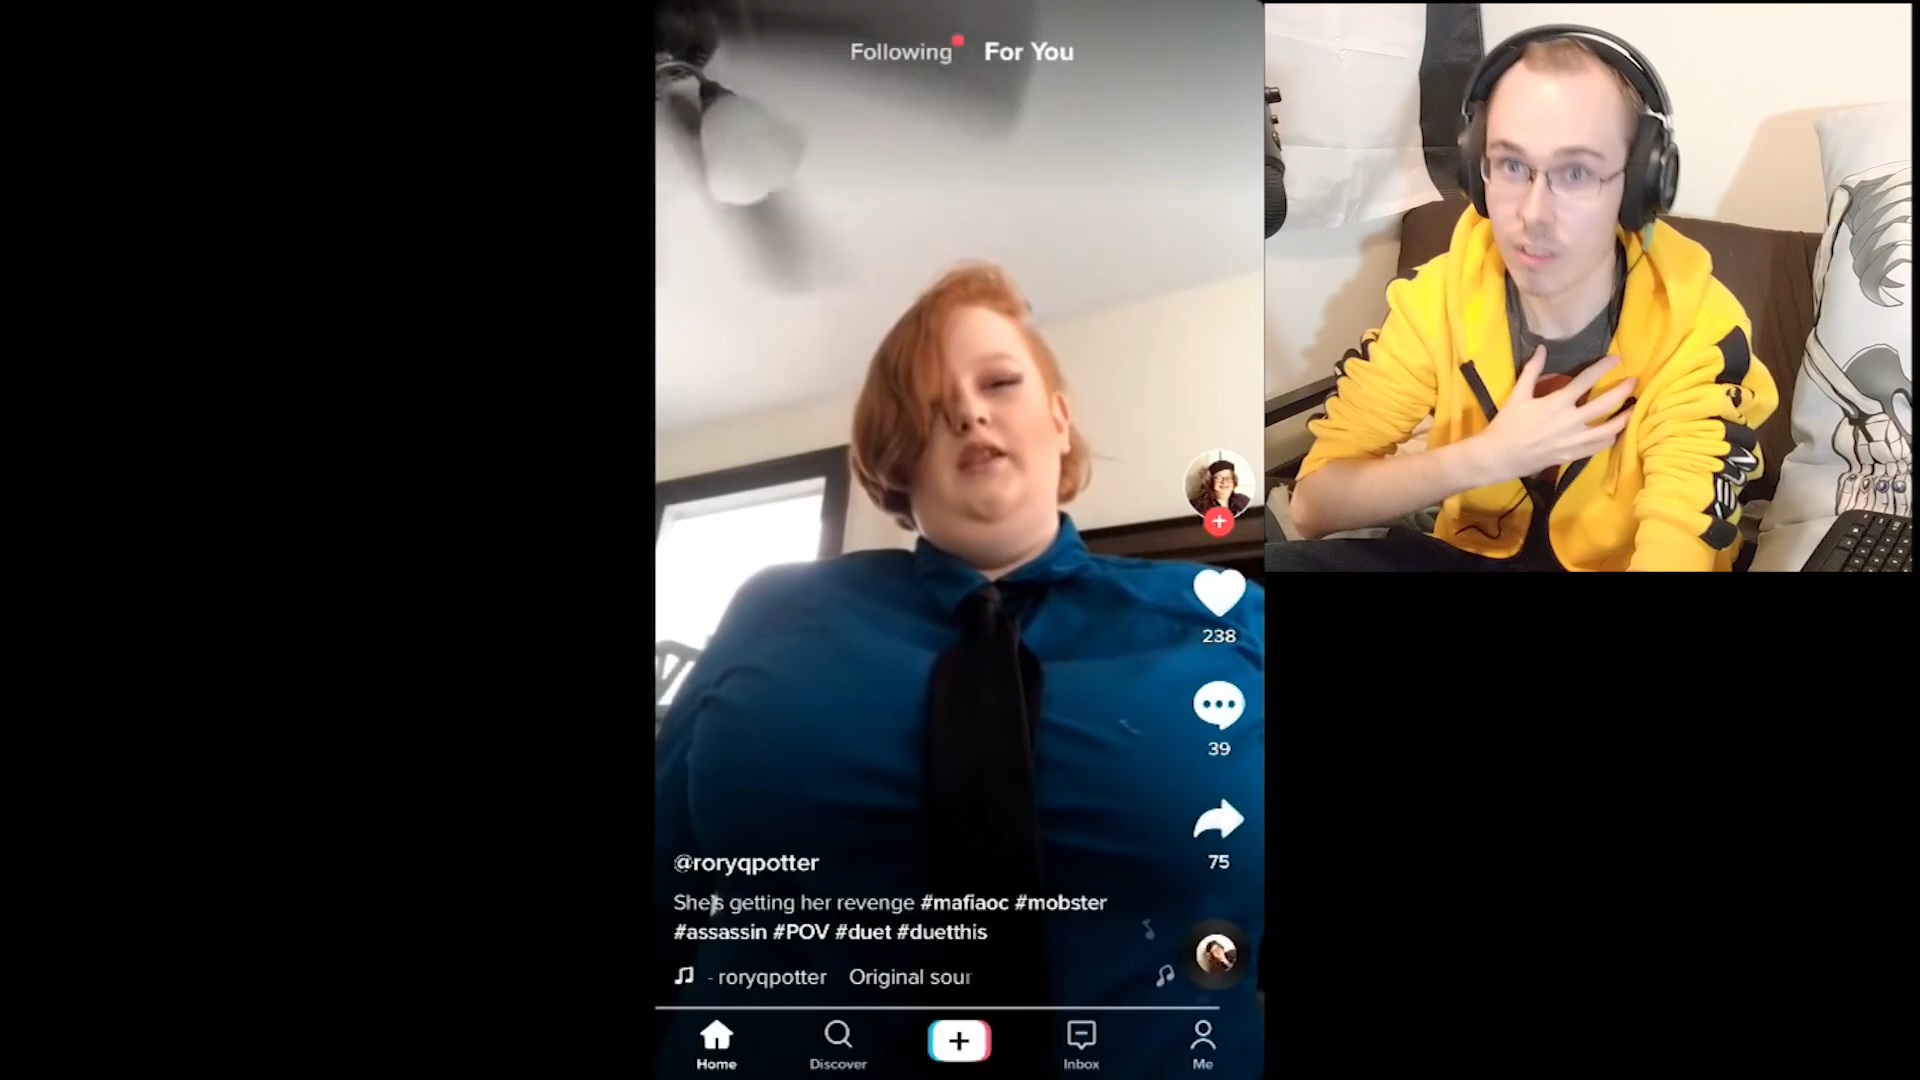 Following For You
238
39
75
@roryqpotter
She's getting her revenge #mafiaoc #mobster
#assassin #POV #duet #duetthis
- roryqpotter Original sour
Home Discover Inbox Me